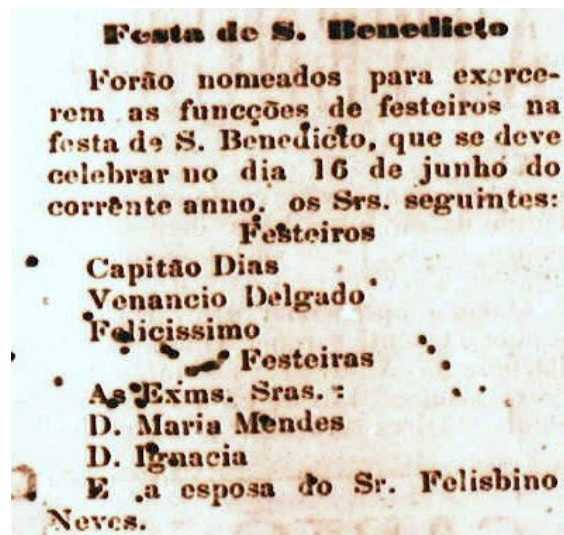 Festa de S. Benedicto
Forão nomeados para exerce-
rem as funcções de festeiros na
festa de S. Benedicto, que se deve
celebrar no dia 16 de junho do
corrente anno, os Srs. seguintes:
Festeiros
Capitão Dias
Venancio Delgado
Felicissimo
Festeiras
As Exms. Sras.:
D. Maria Mendes
D. Ignacia
E a esposa do Sr. Felisbino
Neves.